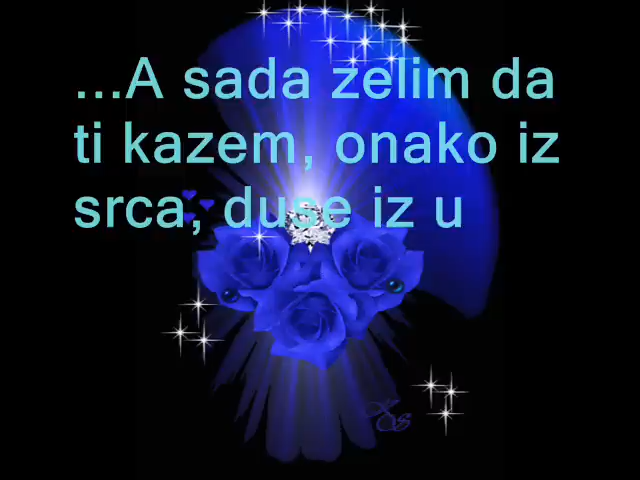 ...A sada zelim da
ti kazem, onako iz
srca, duse iz u